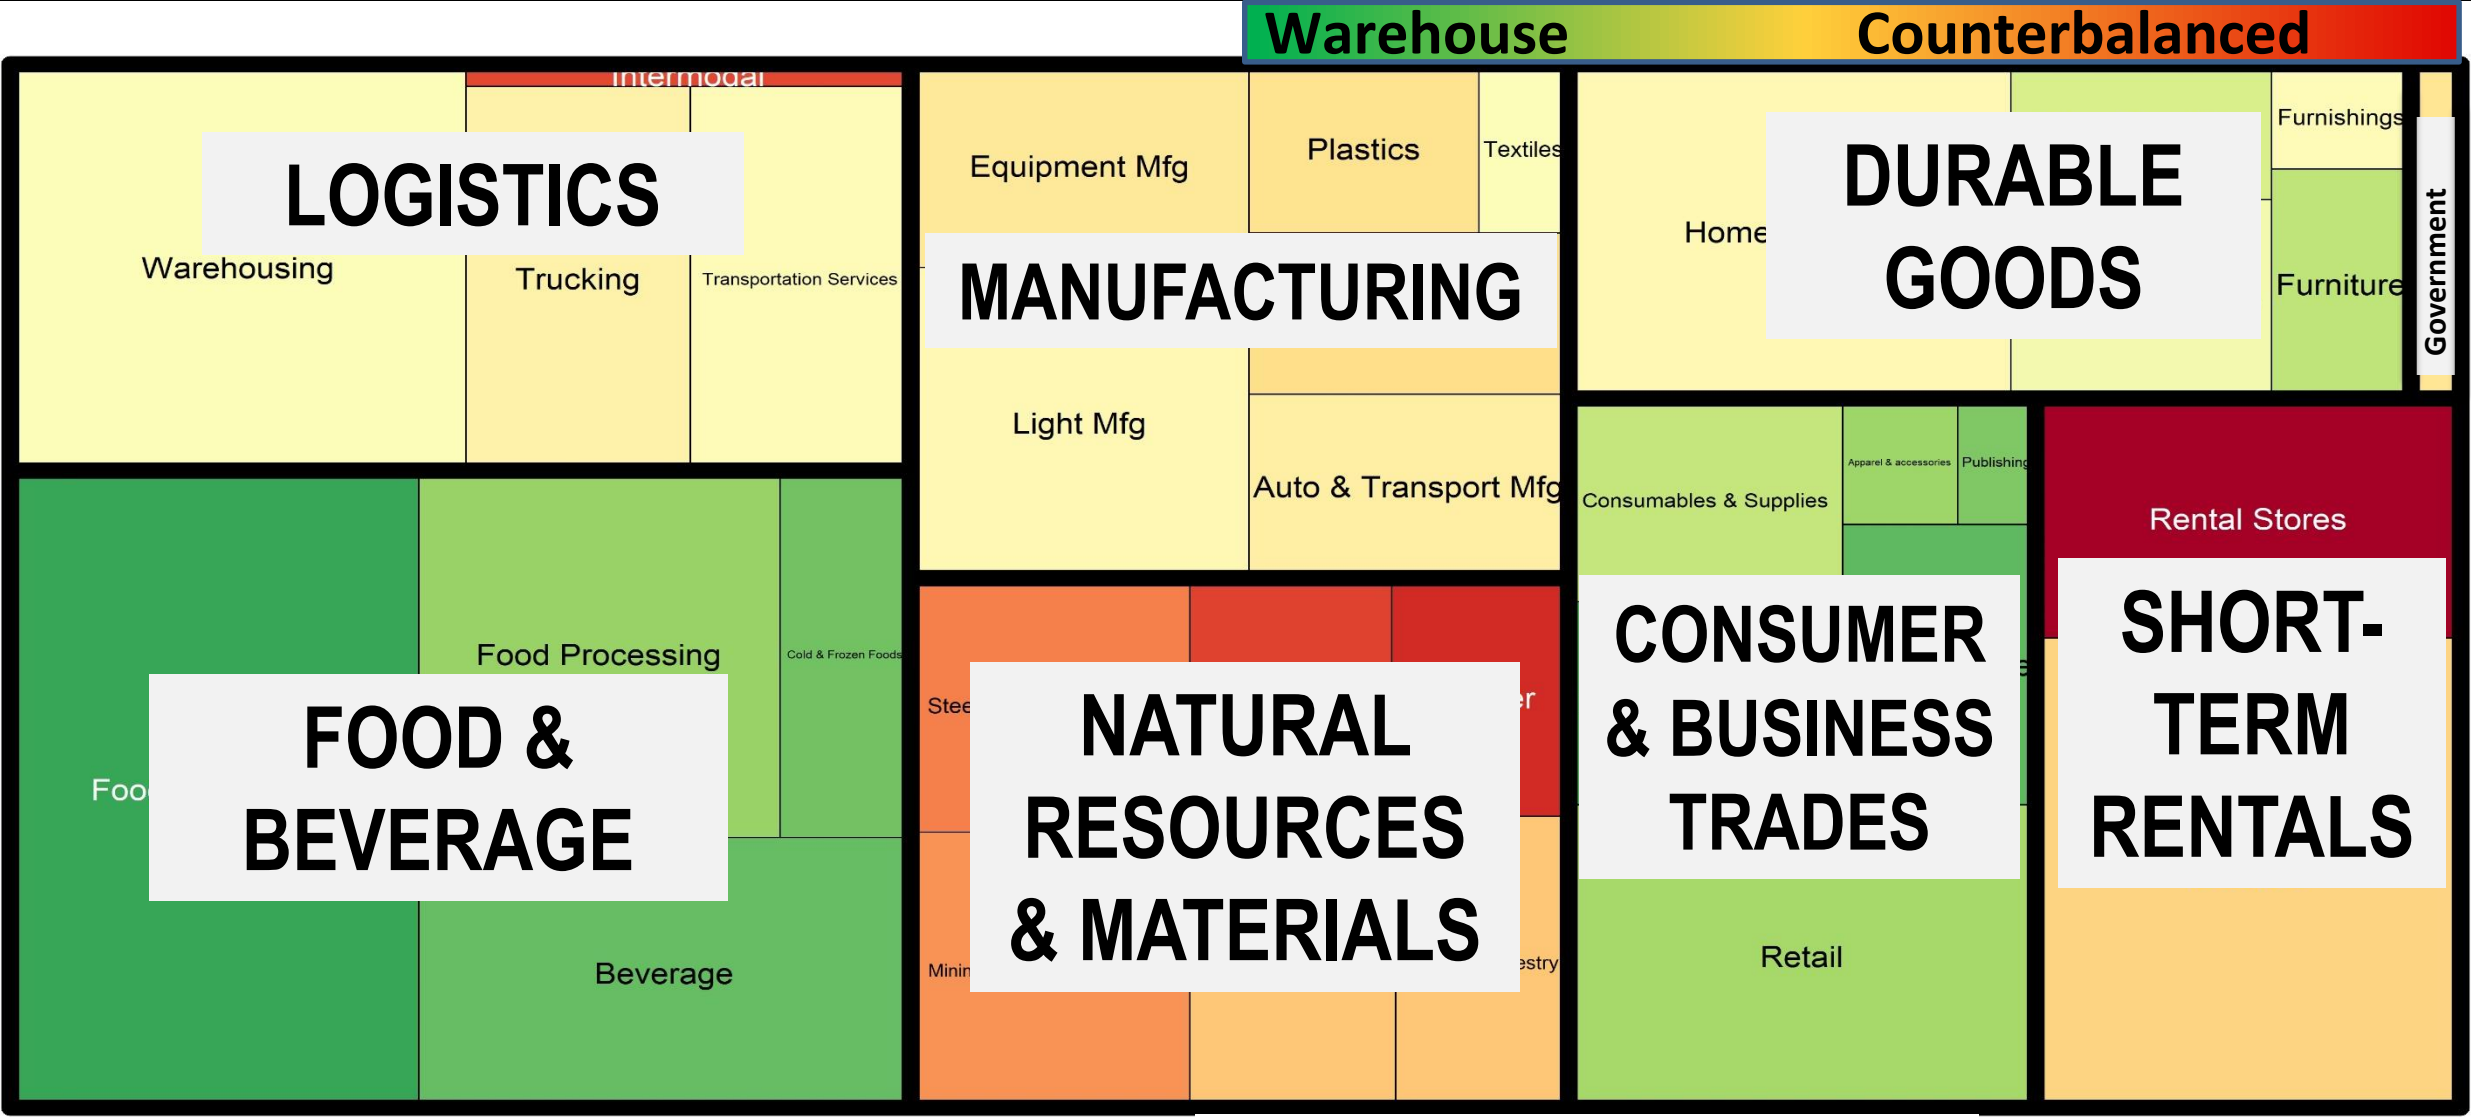 Warehouse
Counterbalanced
Intermodal
LOGISTICS
Warehousing
Trucking
Transportation Services
Equipment Mfg
Plastics
Textiles
MANUFACTURING
Light Mfg
Auto & Transport Mfg
Furnishings
DURABLE
GOODS
Home
Furniture
Government
Food Processing
Cold & Frozen Foods
FOOD &
BEVERAGE
Beverage
NATURAL
RESOURCES
& MATERIALS
Consumables & Supplies
Apparel & accessories
Publishing
CONSUMER
& BUSINESS
TRADES
Retail
Rental Stores
SHORT-
TERM
RENTALS